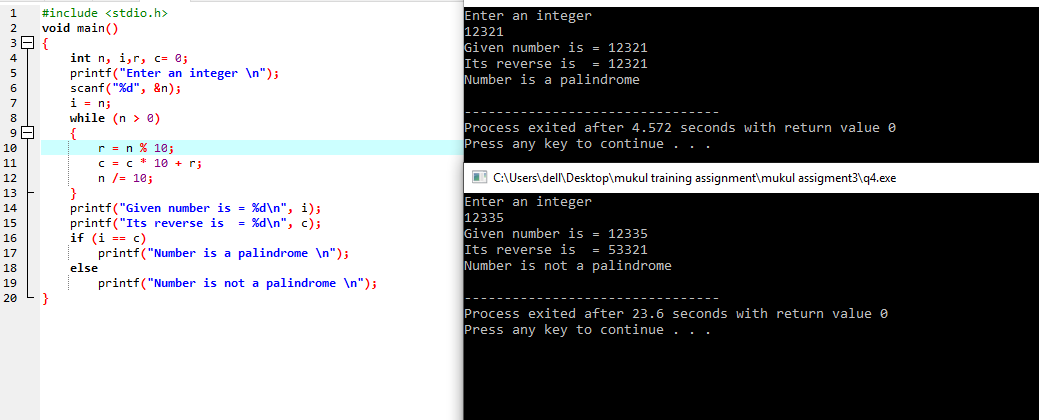 1 #include <stdio.h>
2 void main()
3 {
4 int n, i,r, c= 0;
5 printf("Enter an integer \n");
6 scanf("%d", &n);
7 i = n;
8 while (n > 0)
9 {
10 r = n % 10;
11 c = c * 10 + r;
12 n /= 10;
13 }
14 printf("Given number is = %d\n", i);
15 printf("Its reverse is  = %d\n", c);
16 if (i == c)
17 printf("Number is a palindrome \n");
18 else
19 printf("Number is not a palindrome \n");
20 }
Enter an integer
12321
Given number is = 12321
Its reverse is  = 12321
Number is a palindrome
--------------------------------
Process exited after 4.572 seconds with return value 0
Press any key to continue . . .
C:\Users\dell\Desktop\mukul training assignment\mukul assigment3\q4.exe
Enter an integer
12335
Given number is = 12335
Its reverse is  = 53321
Number is not a palindrome
--------------------------------
Process exited after 23.6 seconds with return value 0
Press any key to continue . . .